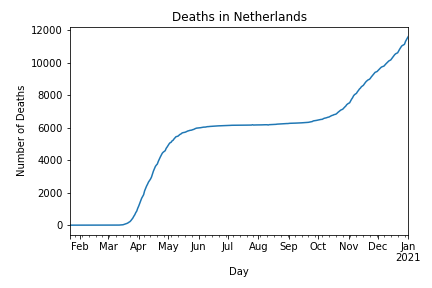 Deaths in Netherlands
Number of Deaths
12000
10000
8000
6000
4000
2000
0
Feb Mar Apr May Jun Jul Aug Sep Oct Nov Dec Jan
2021
Day